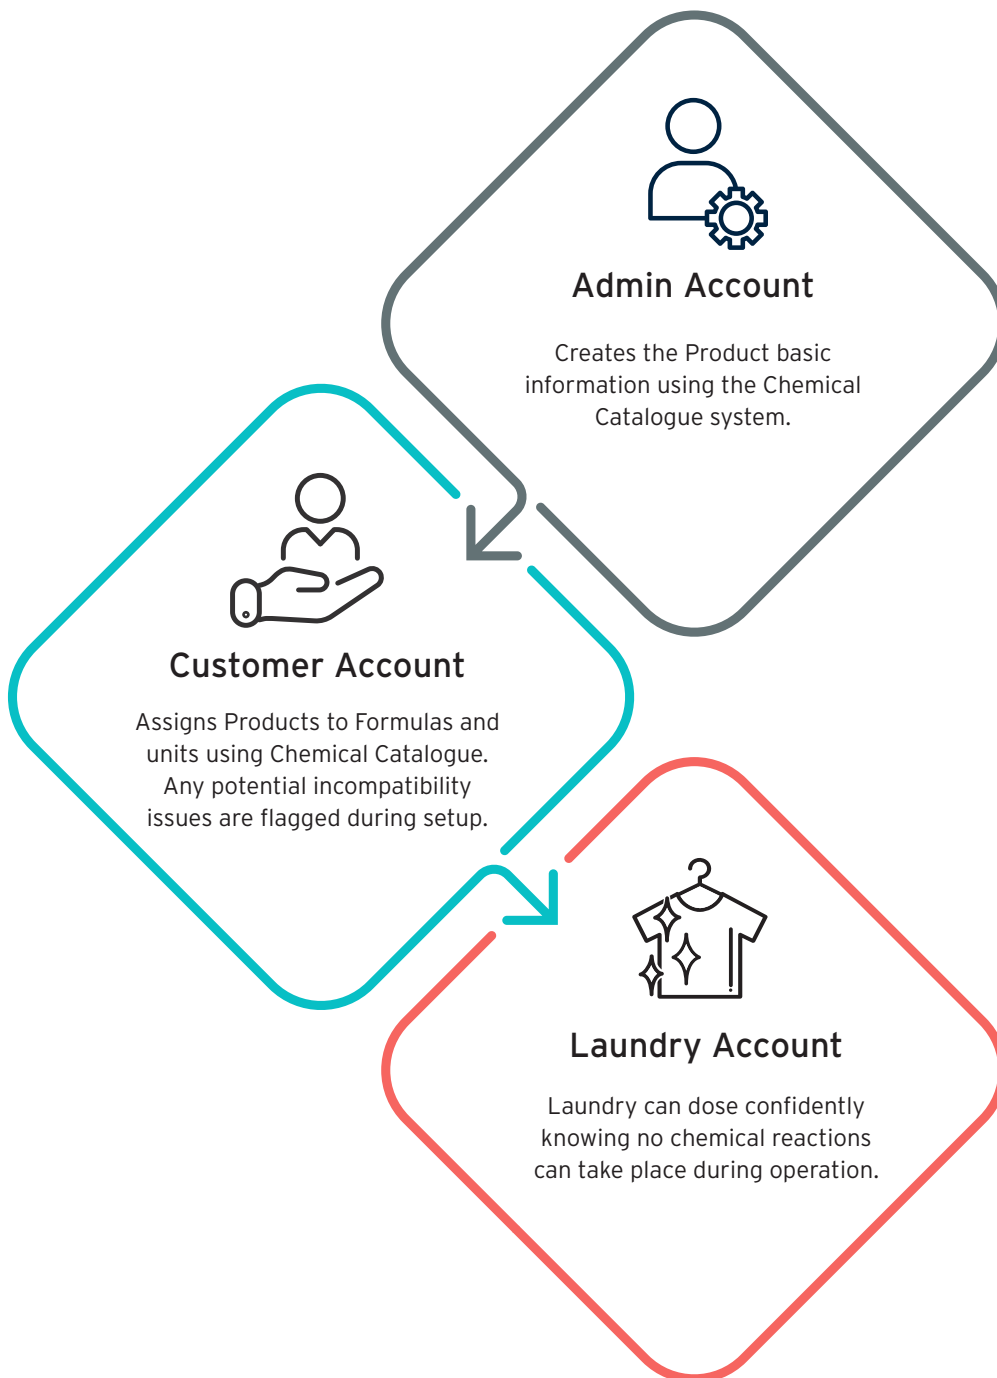 Admin Account
Creates the Product basic
information using the Chemical
Catalogue system.
Customer Account
Assigns Products to Formulas and
units using Chemical Catalogue.
Any potential incompatibility
issues are flagged during setup.
Laundry Account
Laundry can dose confidently
knowing no chemical reactions
can take place during operation.